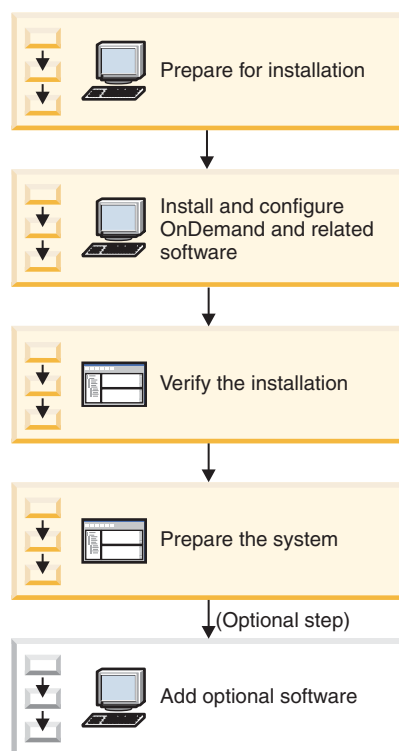 Prepare for installation
Install and configure
OnDemand and related
software
Verify the installation
Prepare the system
(Optional step)
Add optional software